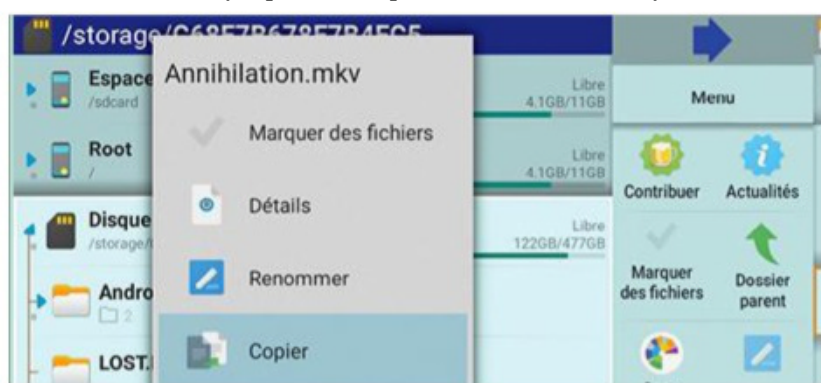 Annihilation.mkv
Marquer des fichiers
Détails
Renommer
Copier
Espace
/sdcard
Libre
4.1GB/11GB
Root
/
Libre
4.1GB/11GB
Disque
/storage/
Libre
122GB/477GB
Andro
2
LOST.
Menu
Contribuer
Actualités
Marquer
des fichiers
Dossier
parent